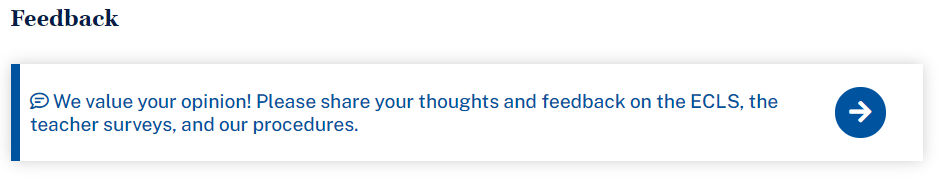 Feedback
We value your opinion! Please share your thoughts and feedback on the ECLS, the
teacher surveys, and our procedures.